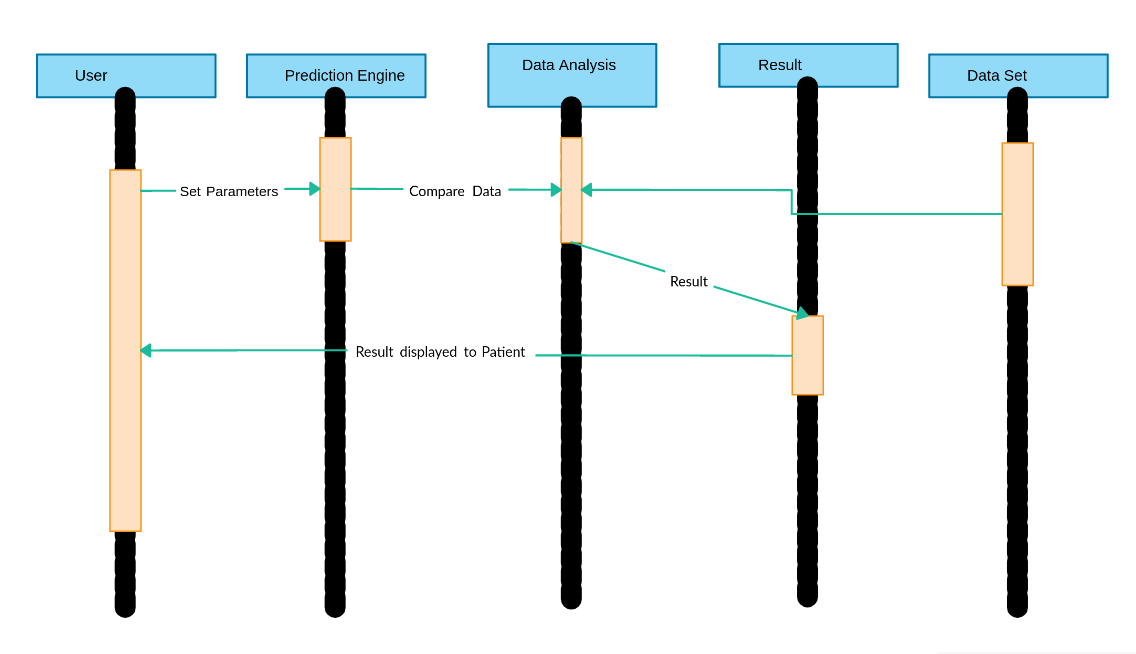 User
Prediction Engine
Data Analysis
Result
Data Set
Set Parameters
Compare Data
Result
Result displayed to Patient